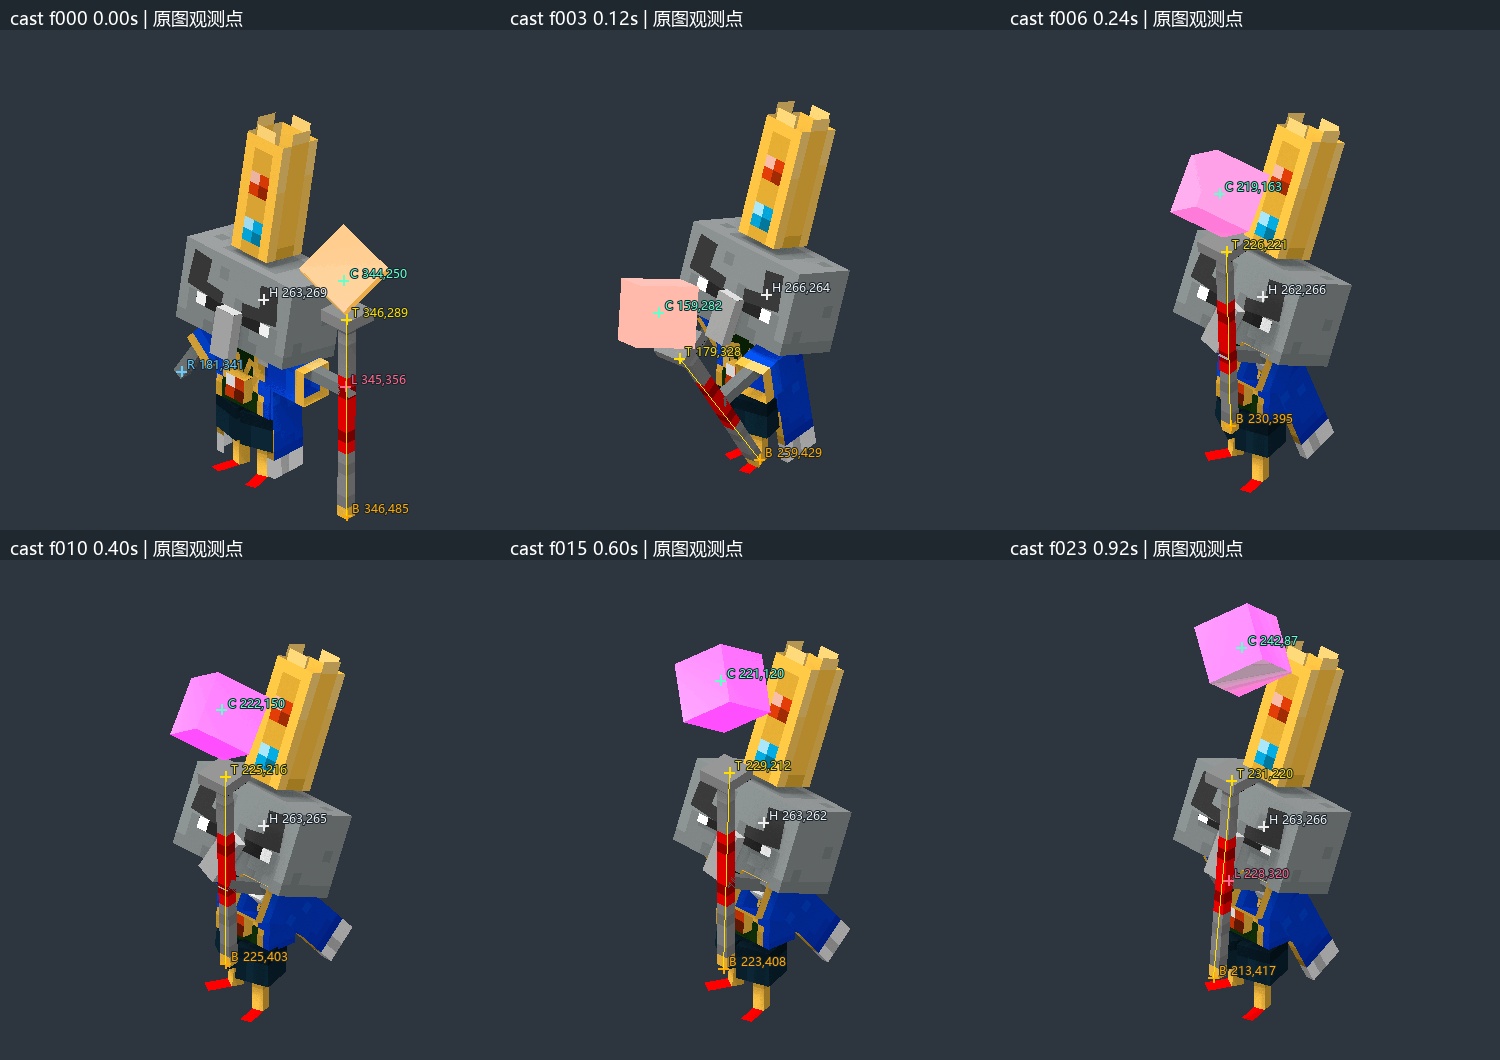 cast f000 0.00s | 原图观测点
cast f003 0.12s | 原图观测点
cast f006 0.24s | 原图观测点
C 344,250
H 263,269
T 346,289
R 181,341
L 345,356
B 346,485
H 266,264
C 159,282
T 179,328
B 259,429
C 219,163
T 226,221
H 262,266
B 230,395
cast f010 0.40s | 原图观测点
cast f015 0.60s | 原图观测点
cast f023 0.92s | 原图观测点
C 222,150
T 225,216
H 263,265
B 225,403
C 221,120
T 229,212
H 263,262
B 223,408
C 242,87
T 231,220
H 263,266
L 228,320
B 213,417